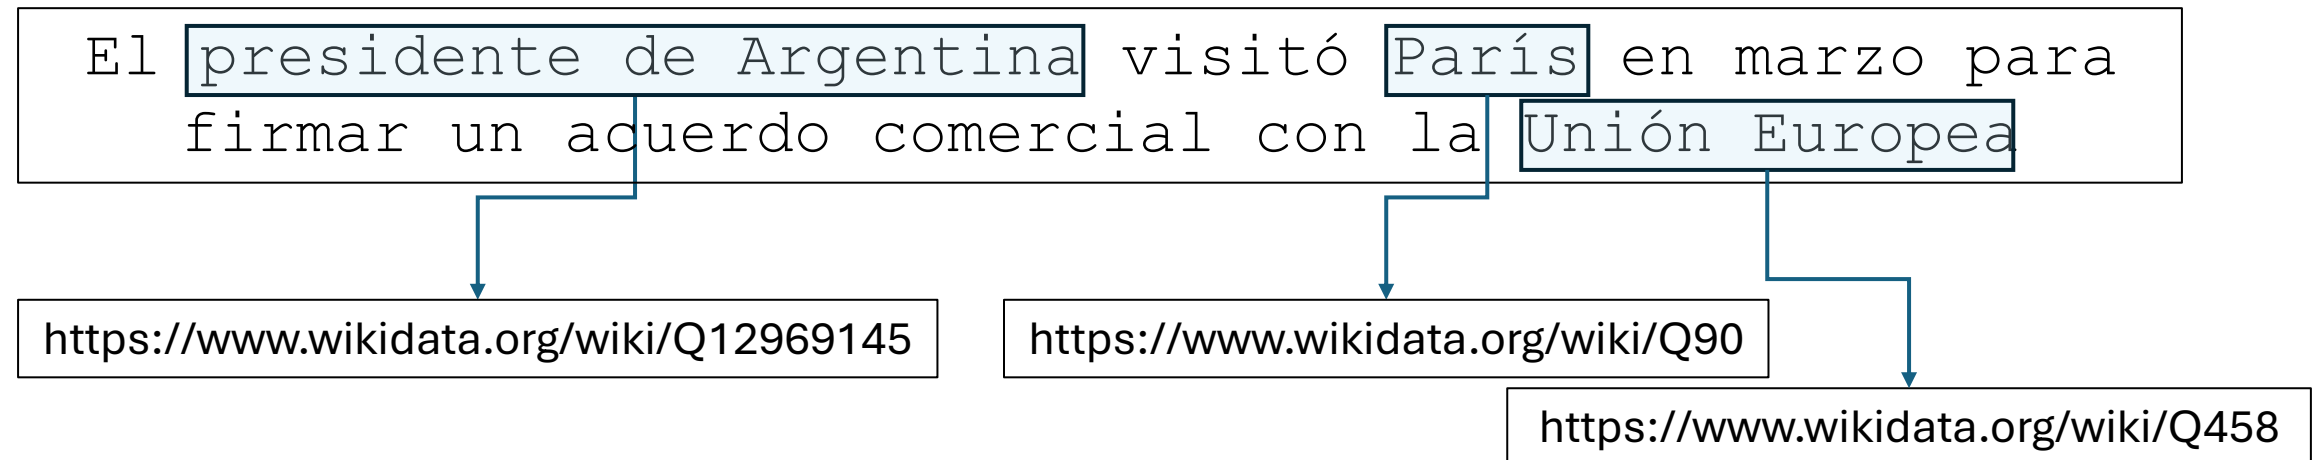 El presidente de Argentina visitó París en marzo para
firmar un acuerdo comercial con la Unión Europea
https://www.wikidata.org/wiki/Q12969145
https://www.wikidata.org/wiki/Q90
https://www.wikidata.org/wiki/Q458